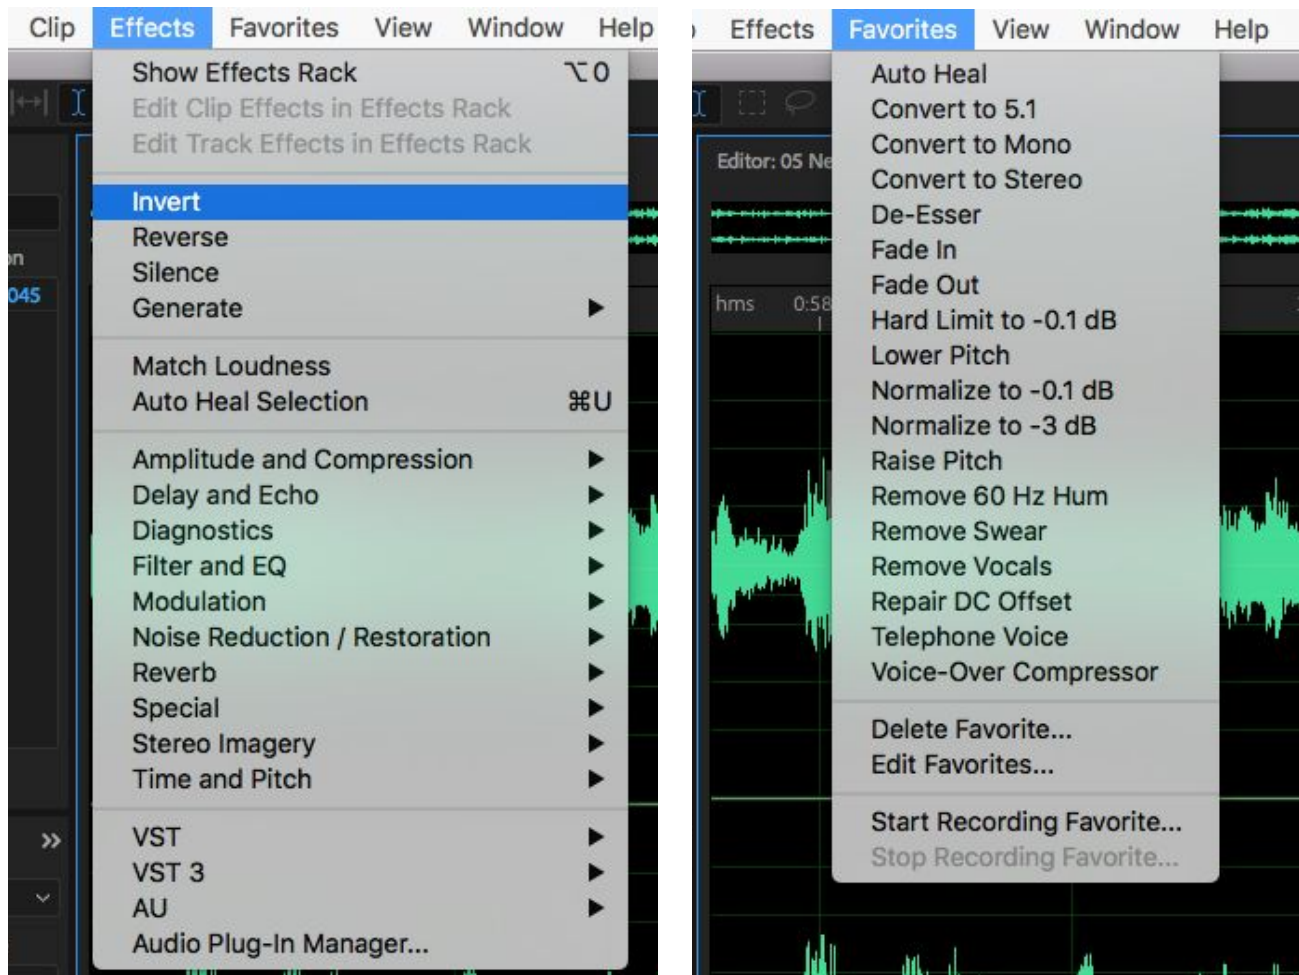 Clip Effects Favorites View Window Help
Show Effects Rack ⌥0
Edit Clip Effects in Effects Rack
Edit Track Effects in Effects Rack
Invert
Reverse
Silence
Generate ▶
Match Loudness
Auto Heal Selection ⌘U
Amplitude and Compression ▶
Delay and Echo ▶
Diagnostics ▶
Filter and EQ ▶
Modulation ▶
Noise Reduction / Restoration ▶
Reverb ▶
Special ▶
Stereo Imagery ▶
Time and Pitch ▶
VST ▶
VST 3 ▶
AU ▶
Audio Plug-In Manager...
on
045
Effects Favorites View Window Help
Auto Heal
Convert to 5.1
Convert to Mono
Convert to Stereo
De-Esser
Fade In
Fade Out
Hard Limit to -0.1 dB
Lower Pitch
Normalize to -0.1 dB
Normalize to -3 dB
Raise Pitch
Remove 60 Hz Hum
Remove Swear
Remove Vocals
Repair DC Offset
Telephone Voice
Voice-Over Compressor
Delete Favorite...
Edit Favorites...
Start Recording Favorite...
Stop Recording Favorite...
Editor: 05 Ne
hms 0:58